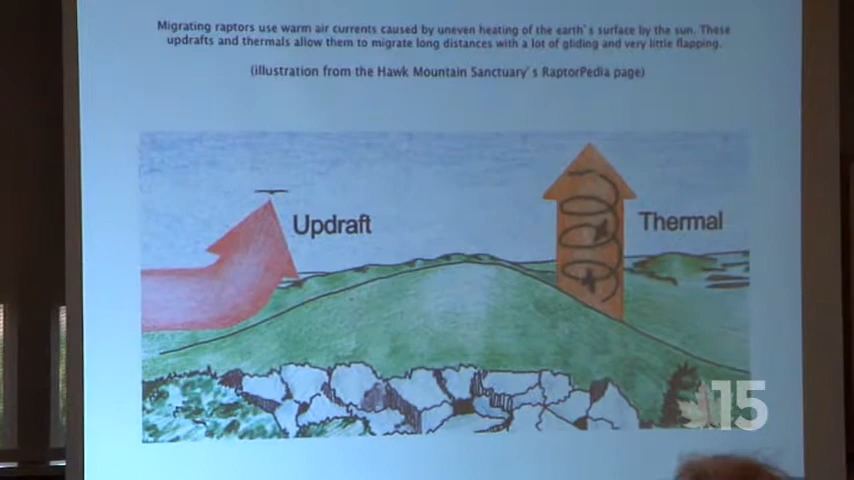 Migrating raptors use warm air currents caused by uneven heating of the earth's surface by the sun. These
updrafts and thermals allow them to migrate long distances with a lot of gliding and very little flapping.
(illustration from the Hawk Mountain Sanctuary's RaptorPedia page)
Updraft
Thermal
15